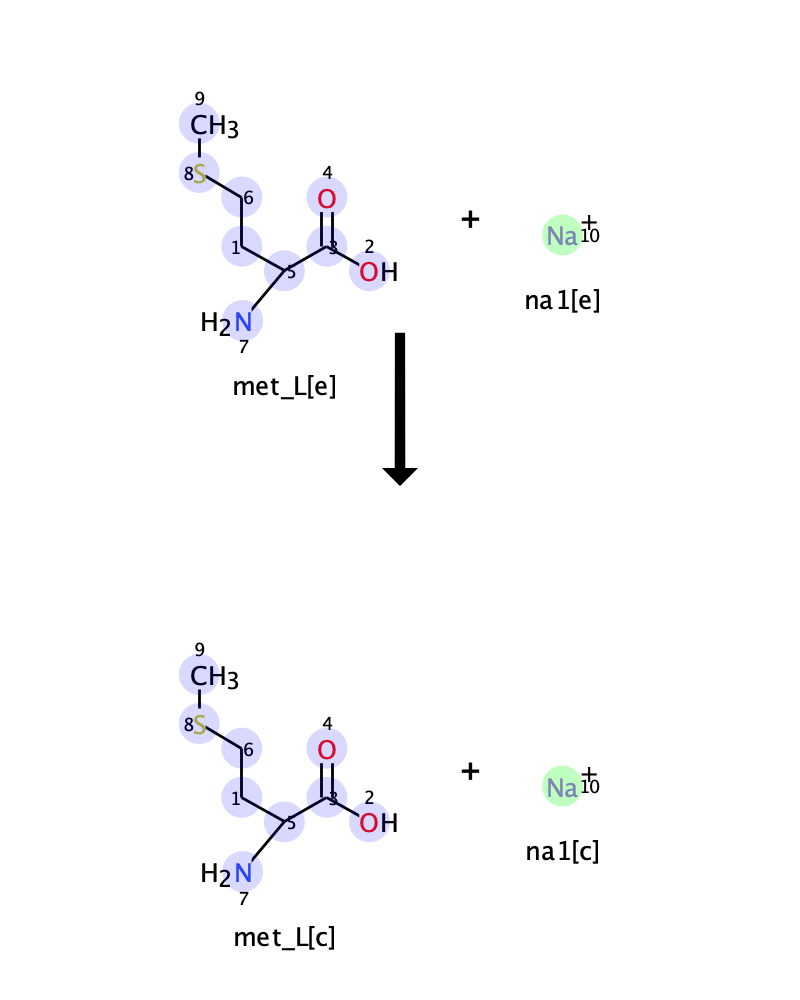 9
CH3
8S
6
4
O
1
3
2
OH
5
H2N
7
met_L[e]
+
Na+
10
na1[e]
9
CH3
8S
6
4
O
1
3
2
OH
5
H2N
7
met_L[c]
+
Na+
10
na1[c]